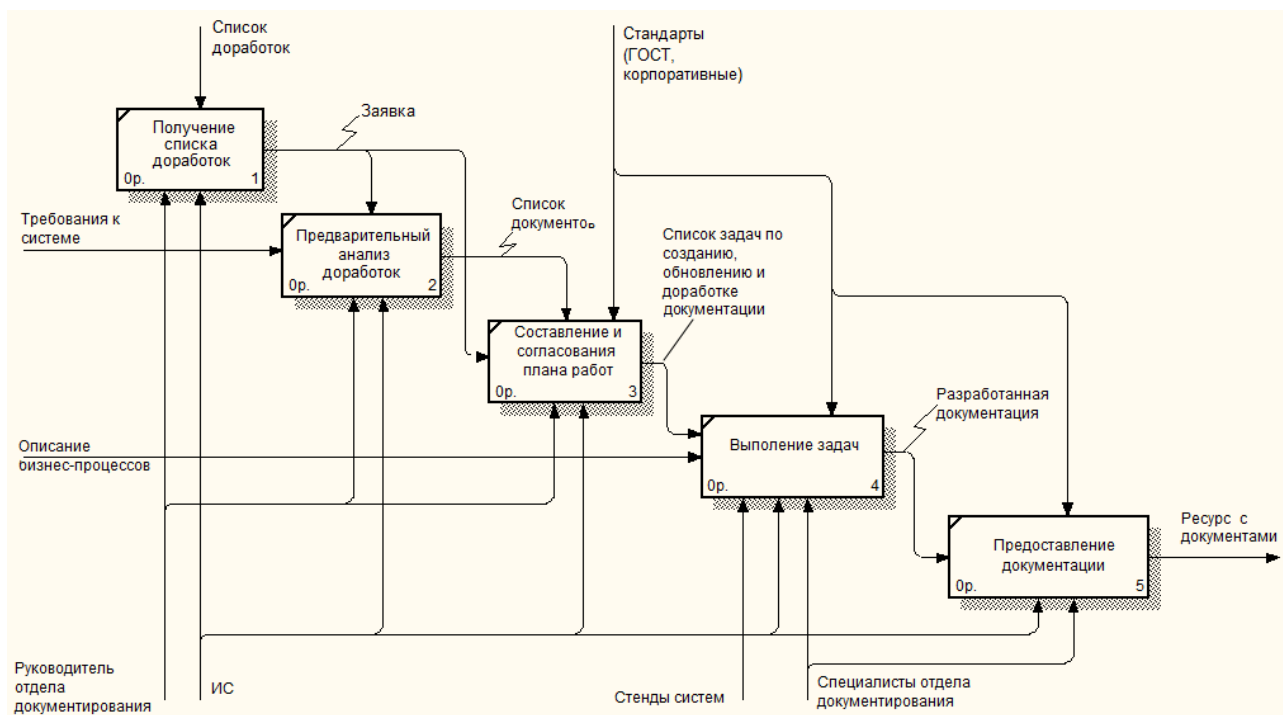 Список
доработок
Стандарты
(ГОСТ,
корпоративные)
Заявка
Получение
списка
доработок
0р. 1
Требования к
системе
Предварительный
анализ
доработок
0р. 2
Список
документов
Список задач по
созданию,
обновлению и
доработке
документации
Составление и
согласования
плана работ
0р. 3
Разработанная
документация
Описание
бизнес-процессов
Выполение задач
0р. 4
Ресурс с
документами
Предоставление
документации
0р. 5
Руководитель
отдела
документирования
ИС
Стенды систем
Специалисты отдела
документирования